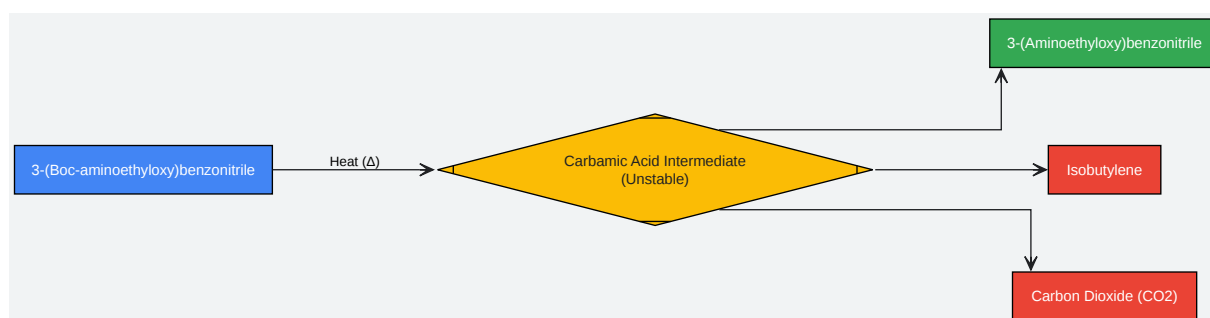 3-(Aminoethyloxy)benzonitrile
3-(Boc-aminoethyloxy)benzonitrile
Heat (Δ)
Carbamic Acid Intermediate
(Unstable)
Isobutylene
Carbon Dioxide (CO2)